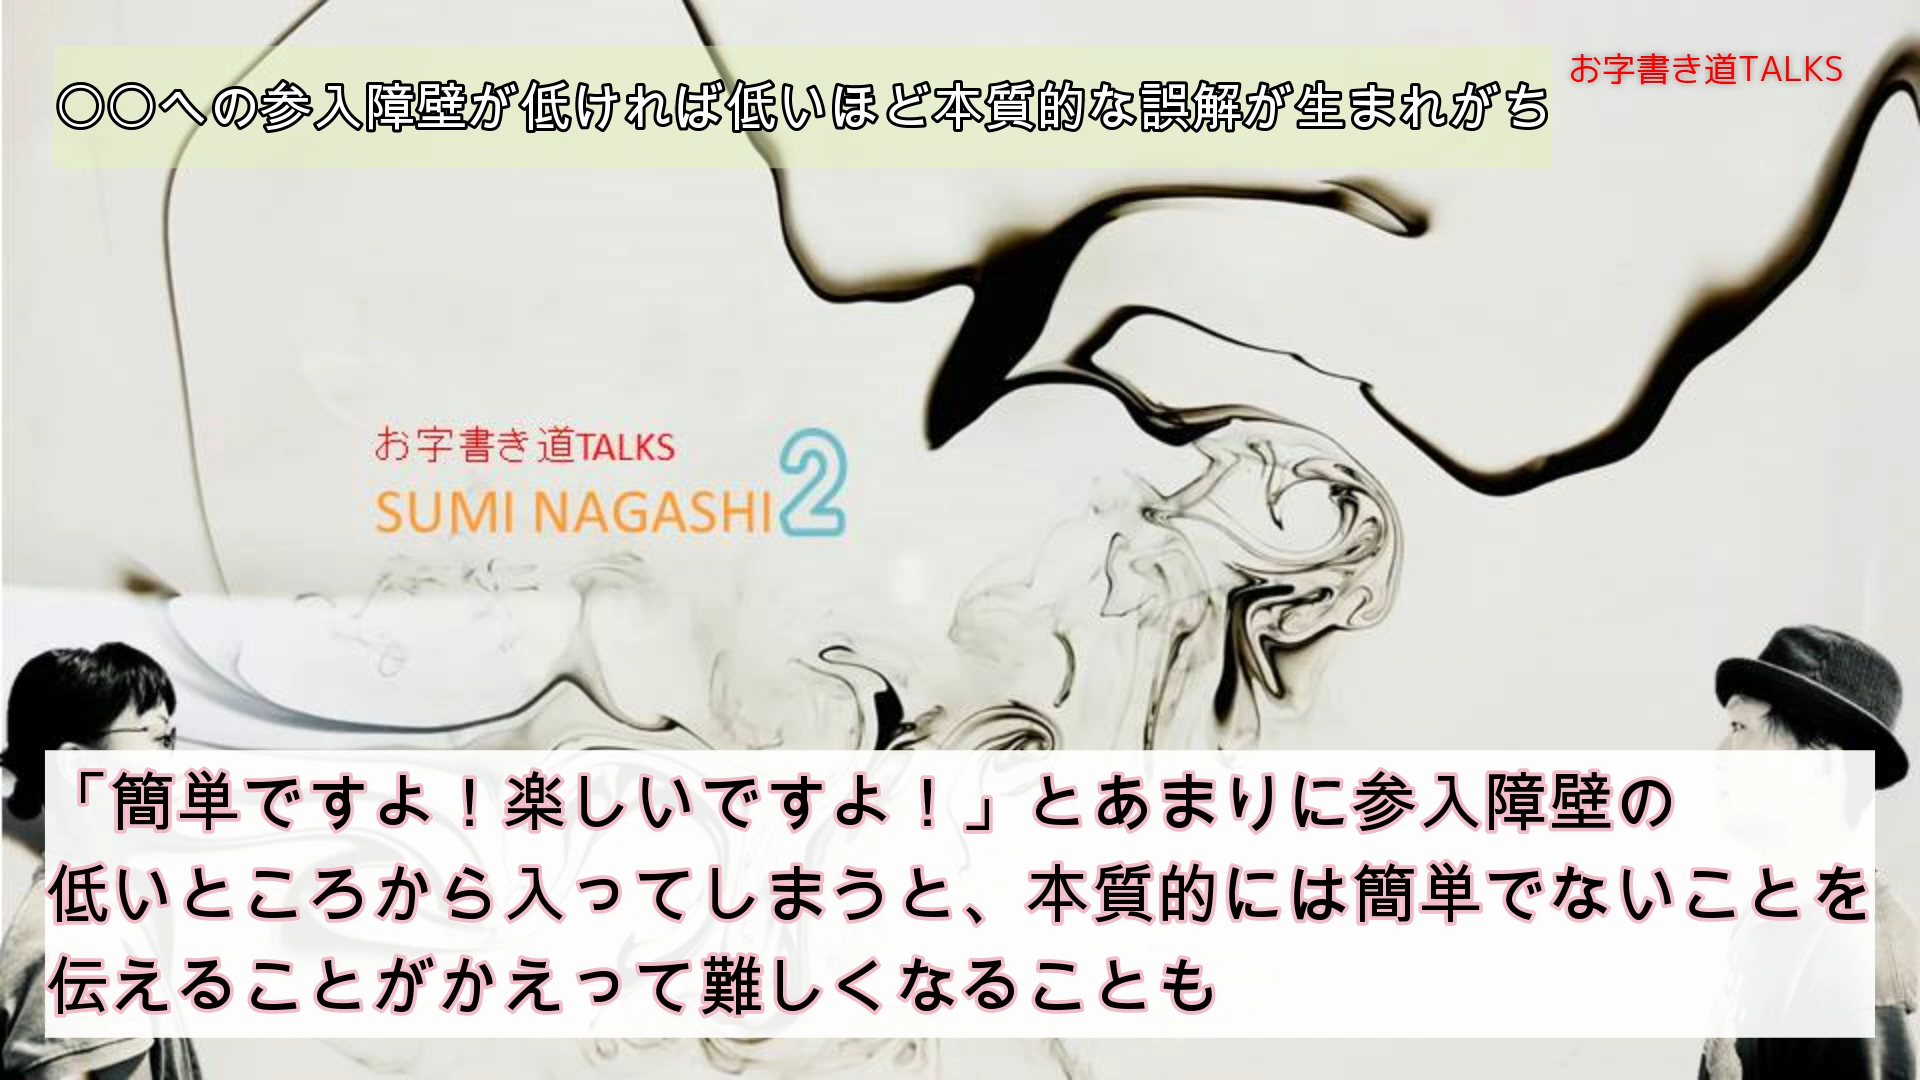 ○○への参入障壁が低ければ低いほど本質的な誤解が生まれがち
お字書き道TALKS
お字書き道TALKS
SUMI NAGASHI2
「簡単ですよ！楽しいですよ！」とあまりに参入障壁の
低いところから入ってしまうと、本質的には簡単でないことを
伝えることがかえって難しくなることも